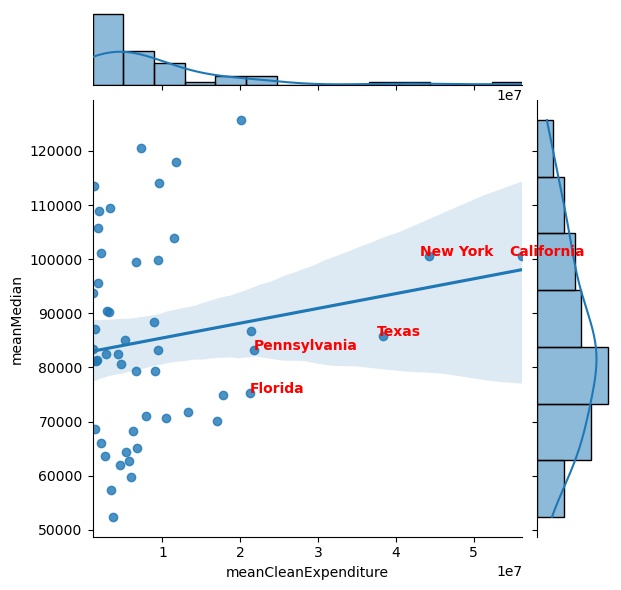 1e7
120000
110000
100000
90000
80000
70000
60000
50000
meanMedian
New York
California
Texas
Pennsylvania
Florida
1 2 3 4 5
1e7
meanCleanExpenditure